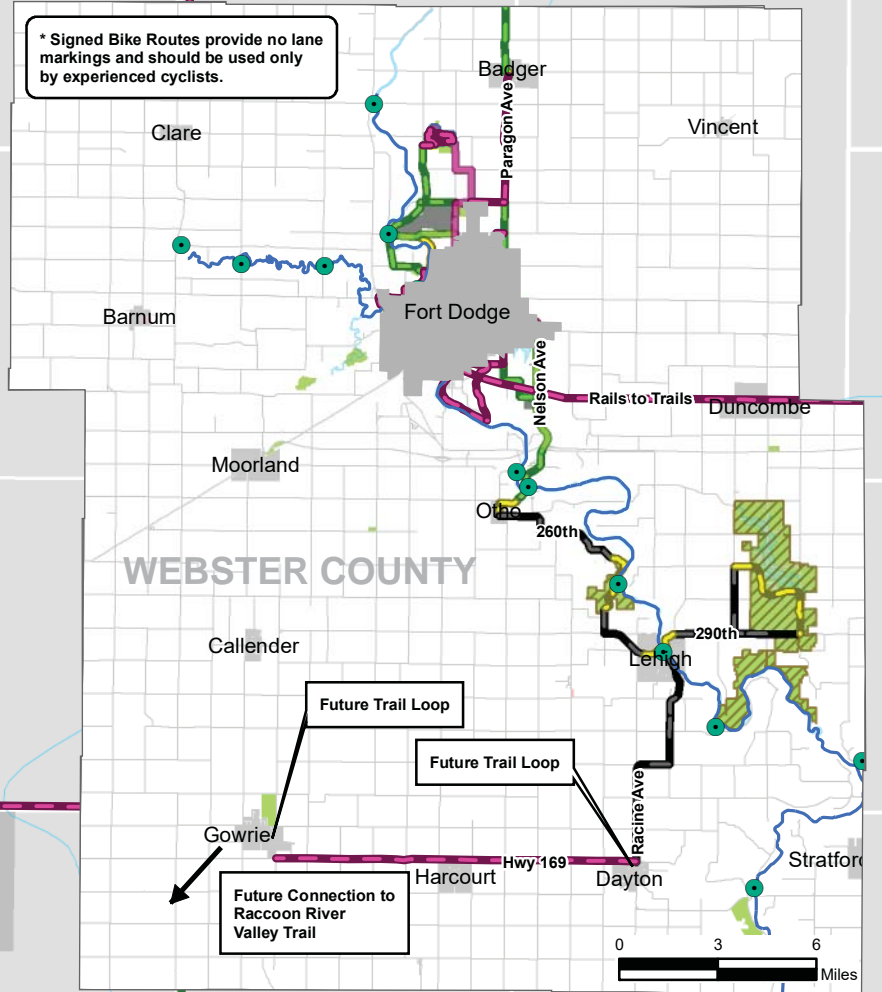 * Signed Bike Routes provide no lane
markings and should be used only
by experienced cyclists.
Badger
Paragon Ave
Clare
Vincent
Barnum
Fort Dodge
Nelson Ave
Rails to Trails
Duncombe
Moorland
Otho
260th
WEBSTER COUNTY
290th
Callender
Lehigh
Future Trail Loop
Future Trail Loop
Racine Ave
Gowrie
Hwy 169
Stratford
Harcourt
Dayton
Future Connection to
Raccoon River
Valley Trail
0 3 6
Miles